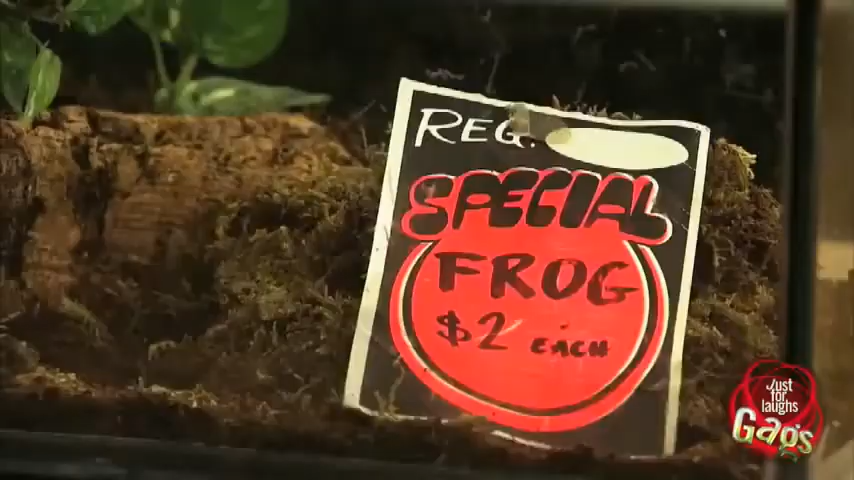 REG.
SPECIAL
FROG
$2 EACH
Just
for
laughs
Gags